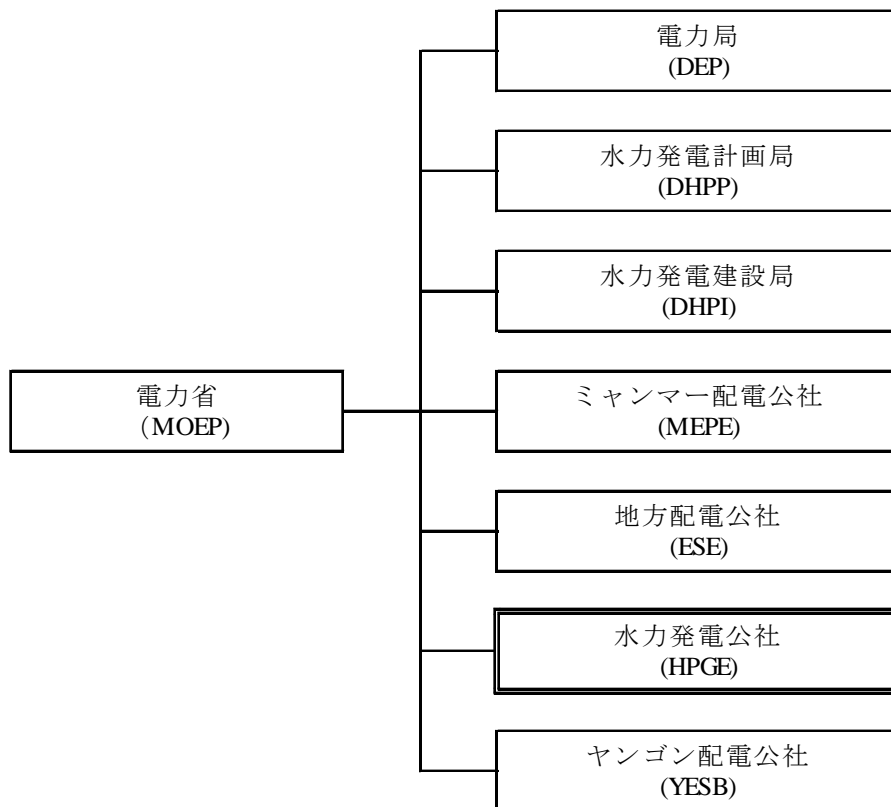 電力局
(DEP)
水力発電計画局
(DHPP)
水力発電建設局
(DHPI)
電力省
（MOEP)
ミャンマー配電公社
(MEPE)
地方配電公社
(ESE)
水力発電公社
(HPGE)
ヤンゴン配電公社
(YESB)